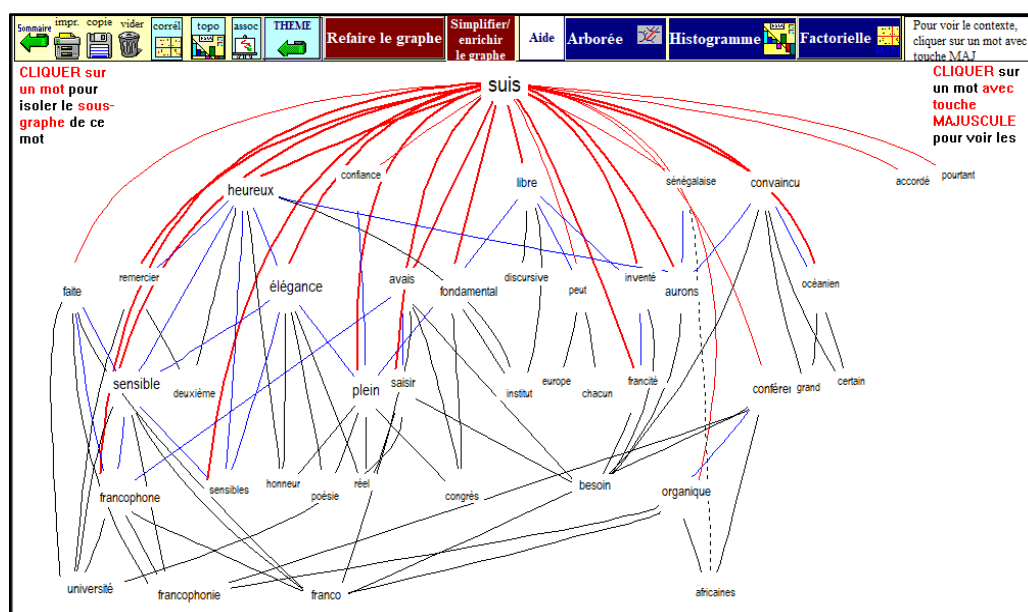 Sommaire impr. copie vider corrél topo assoc THEME
Refaire le graphe
Simplifier/
enrichir
le graphe
Aide Arborée Histogramme Factorielle
Pour voir le contexte,
cliquer sur un mot avec
touche MAJ
CLIQUER sur
un mot pour
isoler le sous-
graphe de ce
mot
CLIQUER sur
un mot avec
touche
MAJUSCULE
pour voir les
suis
heureux confiance libre sénégalaise convaincu accordé pourtant
faite remercier élégance avais fondamental discursive peut inventé aurons océanien
sensible deuxième plein saisir institut europe chacun francité conférer grand certain
francophone sensibles honneur poésie réel congrès besoin organique
université francophonie franco africaines